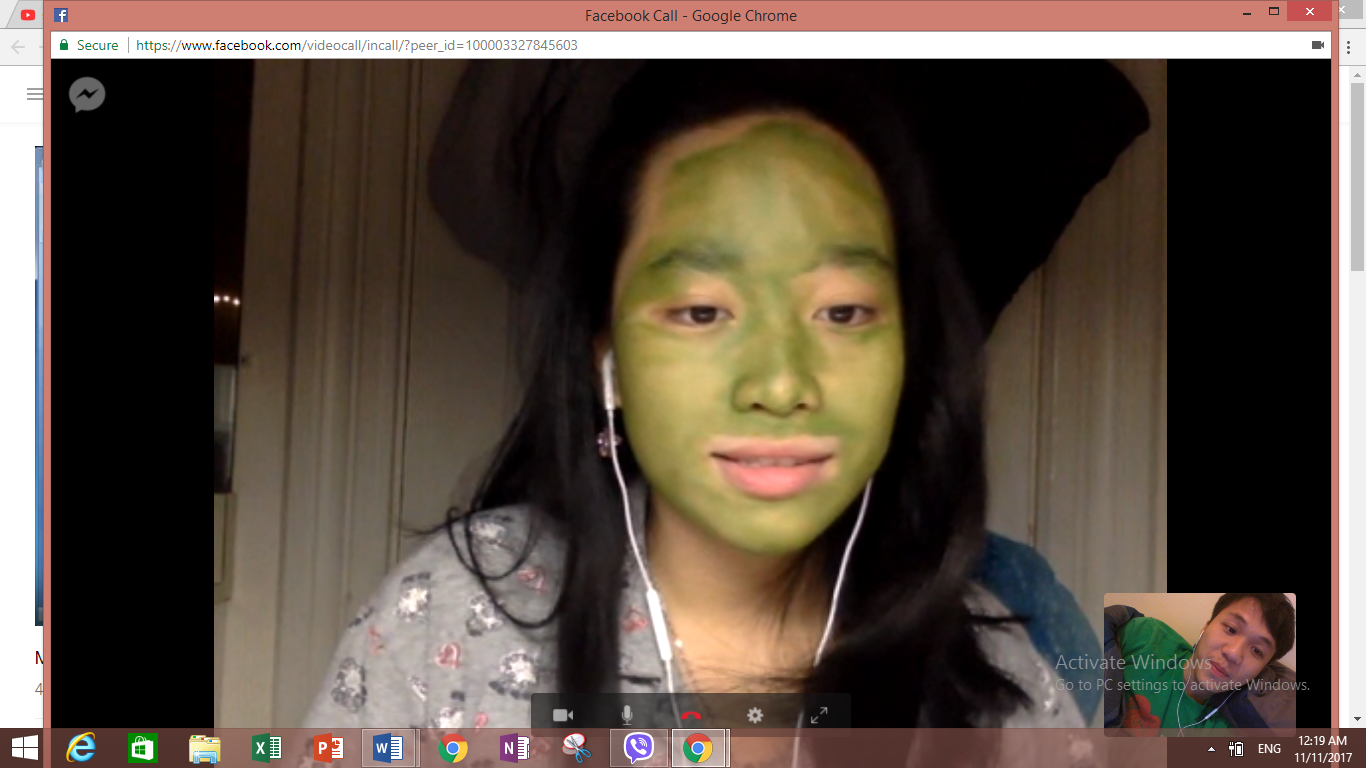 Facebook Call - Google Chrome
Secure
https://www.facebook.com/videocall/incall/?peer_id=100003327845603
M
4
Activate Windows
Go to PC settings to activate Windows.
ENG
12:19 AM
11/11/2017